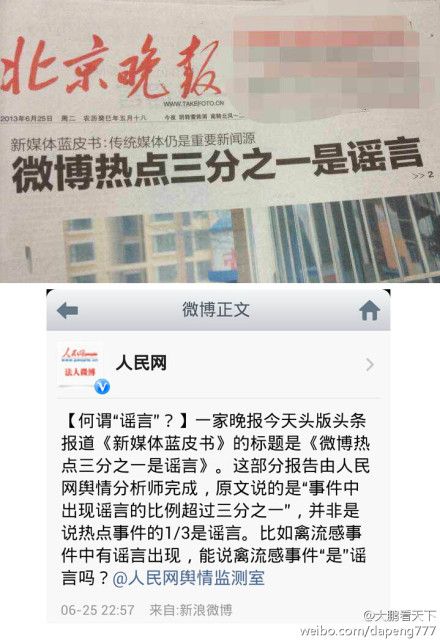 北京晚报
WWW.TAKEFOTO.CN
2013年6月25日 周二 农历癸巳年五月十八
新媒体蓝皮书:传统媒体仍是重要新闻源
微博热点三分之一是谣言
>> 2
微博正文
人民网
www.people.com.cn
法人微博
人民网
【何谓“谣言”？】一家晚报今天头版头条
报道《新媒体蓝皮书》的标题是《微博热
点三分之一是谣言》。这部分报告由人民
网舆情分析师完成，原文说的是“事件中
出现谣言的比例超过三分之一”，并非是
说热点事件的1/3是谣言。比如禽流感事
件中有谣言出现，能说禽流感事件“是”谣
言吗？@人民网舆情监测室
06-25 22:57 来自:新浪微博
@大鹏看天下
weibo.com/dapeng777